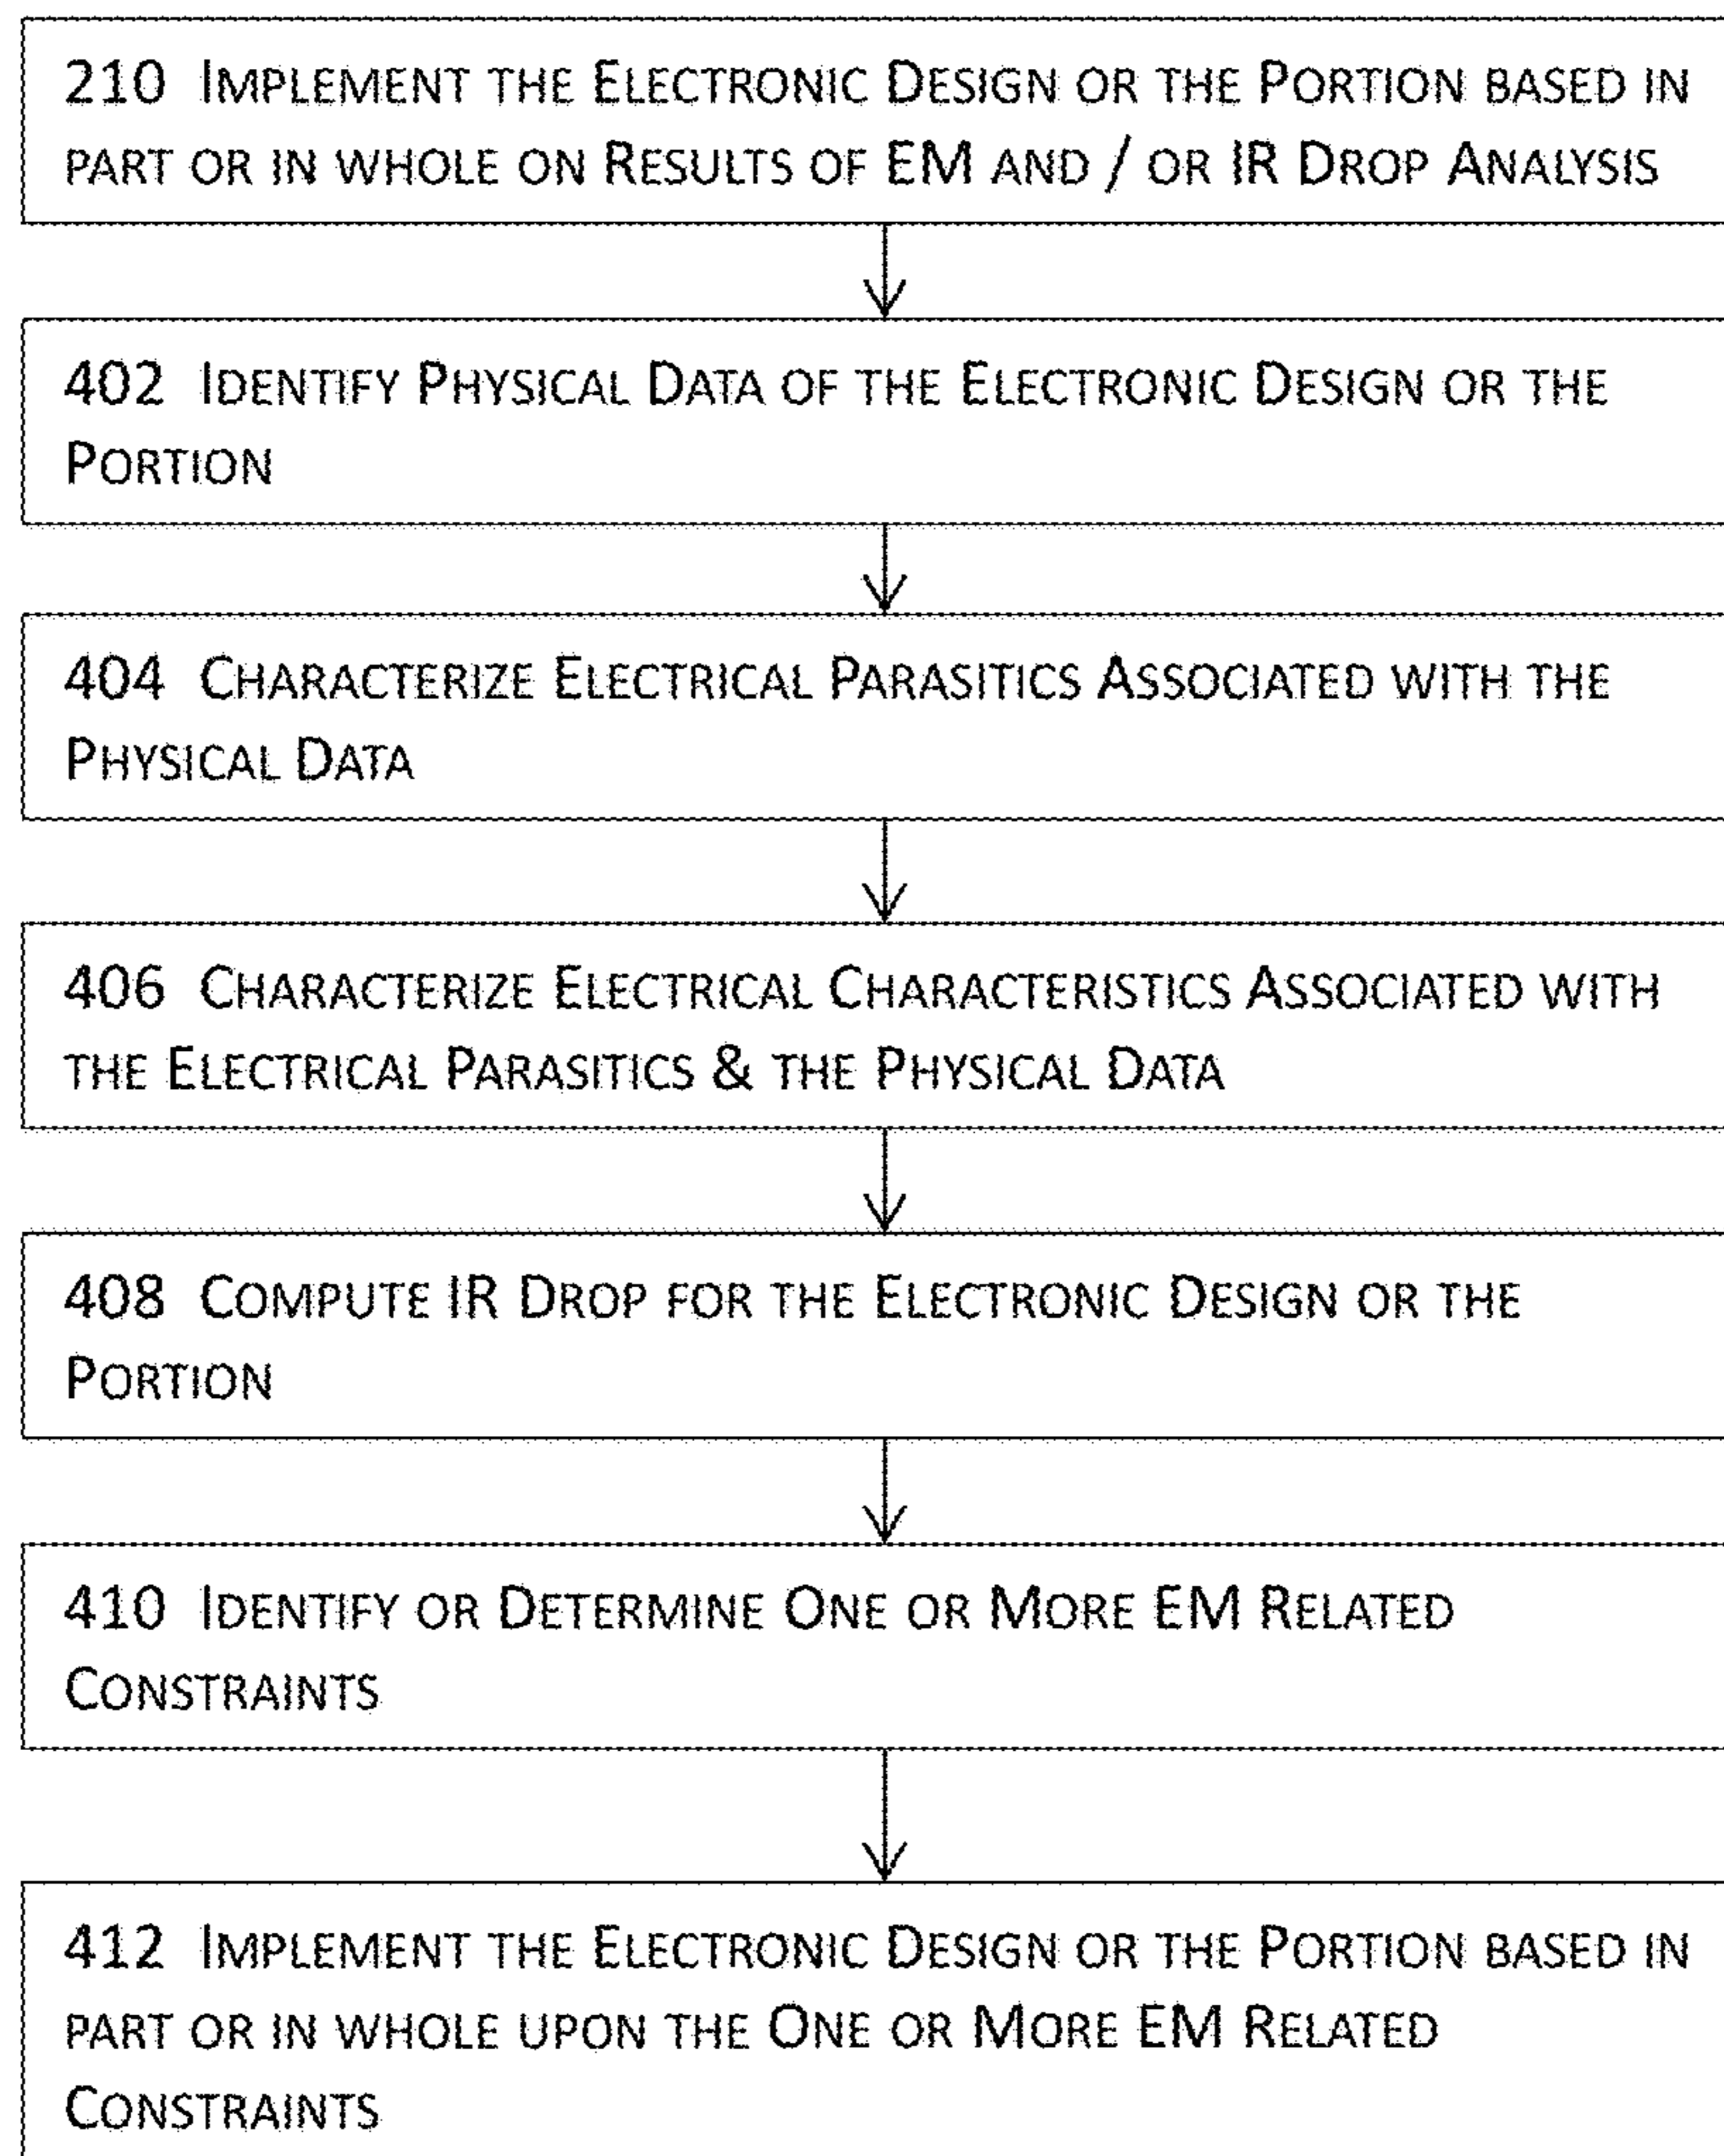 210 Implement the Electronic Design or the Portion based in
part or in whole on Results of EM and / or IR Drop Analysis
402 Identify Physical Data of the Electronic Design or the
Portion
404 Characterize Electrical Parasitics Associated with the
Physical Data
406 Characterize Electrical Characteristics Associated with
the Electrical Parasitics & the Physical Data
408 Compute IR Drop for the Electronic Design or the
Portion
410 Identify or Determine One or More EM Related
Constraints
412 Implement the Electronic Design or the Portion based in
part or in whole upon the One or More EM Related
Constraints